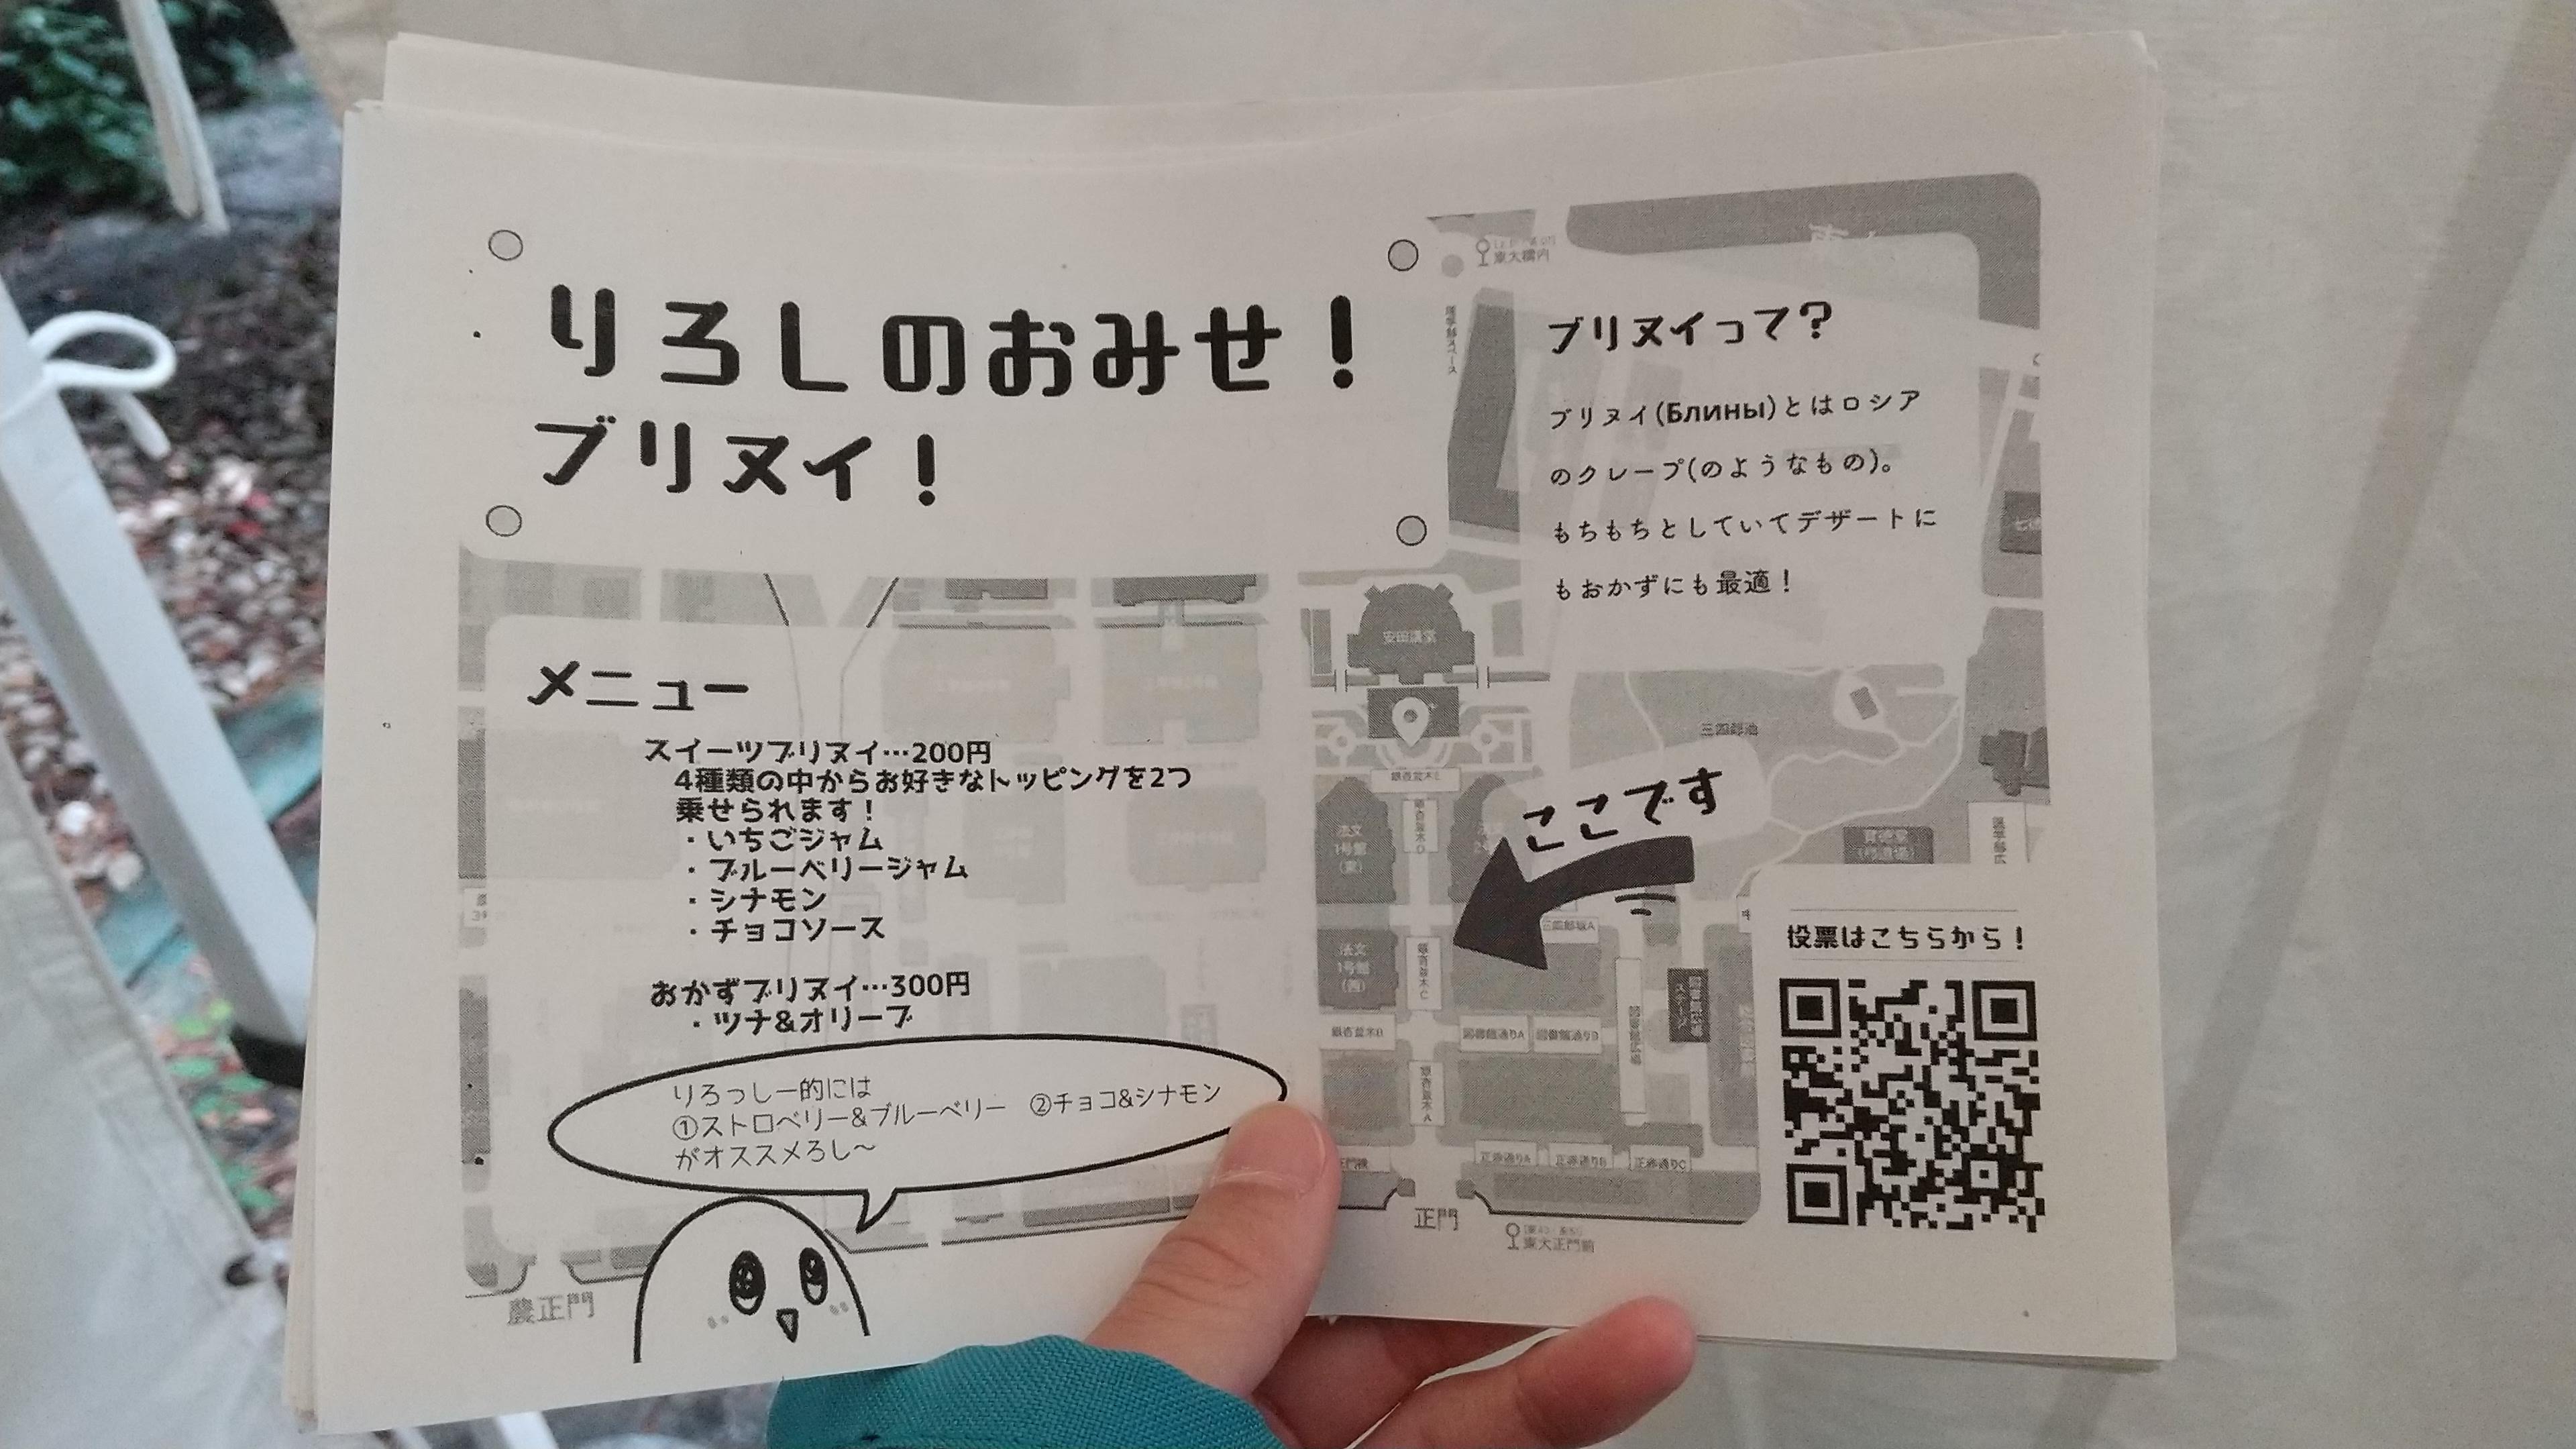 りろしのおみせ！
ブリヌイ！
ブリヌイって？
ブリヌイ(Блины)とはロシア
のクレープ(のようなもの)。
もちもちとしていてデザートに
もおかずにも最適！
メニュー
スイーツブリヌイ…200円
4種類の中からお好きなトッピングを2つ
乗せられます！
・いちごジャム
・ブルーベリージャム
・シナモン
・チョコソース
おかずブリヌイ…300円
・ツナ&オリーブ
りろっしー的には
①ストロベリー&ブルーベリー ②チョコ&シナモン
がオススメろし〜
東大構内
安田講堂
三四郎池
ここです
銀杏並木E
銀杏並木D
法文
1号館
(東)
三四郎坂A
法文
1号館
(西)
銀杏並木C
銀杏並木B
図書館通りA
図書館通りB
銀杏並木A
正赤通りA
正赤通りB
正赤通りC
正門
東大正門前
農正門
投票はこちらから！